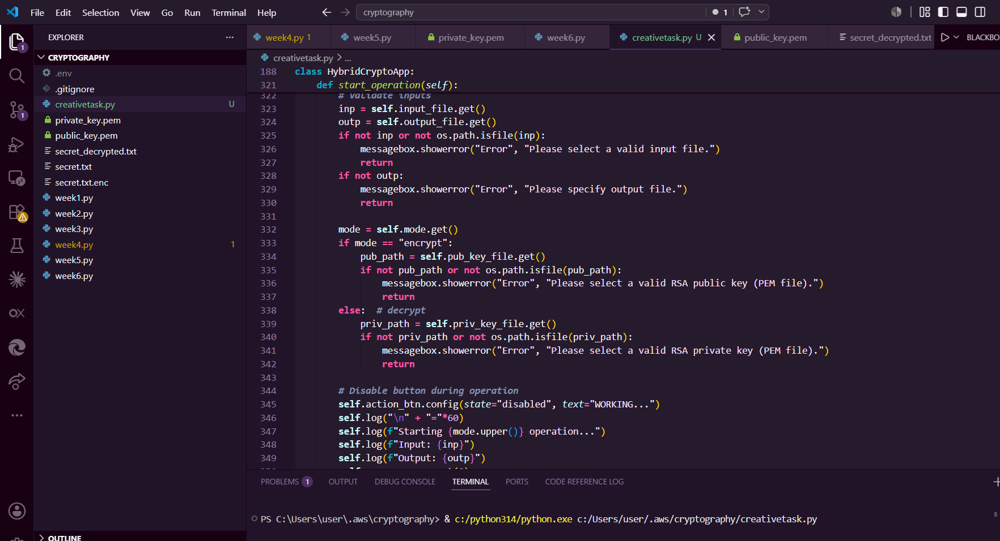 File Edit Selection View Go Run Terminal Help
cryptography
1
EXPLORER
week4.py 1
week5.py
private_key.pem
week6.py
creativetask.py U
public_key.pem
secret_decrypted.txt
BLACKBO
1
CRYPTOGRAPHY
.env
.gitignore
creativetask.py U
private_key.pem
public_key.pem
secret_decrypted.txt
secret.txt
secret.txt.enc
week1.py
week2.py
week3.py
week4.py 1
week5.py
week6.py
OUTLINE
1
creativetask.py > ...
188 class HybridCryptoApp:
321 def start_operation(self):
322 # Validate inputs
323 inp = self.input_file.get()
324 outp = self.output_file.get()
325 if not inp or not os.path.isfile(inp):
326 messagebox.showerror("Error", "Please select a valid input file.")
327 return
328 if not outp:
329 messagebox.showerror("Error", "Please specify output file.")
330 return
331
332 mode = self.mode.get()
333 if mode == "encrypt":
334 pub_path = self.pub_key_file.get()
335 if not pub_path or not os.path.isfile(pub_path):
336 messagebox.showerror("Error", "Please select a valid RSA public key (PEM file).")
337 return
338 else: # decrypt
339 priv_path = self.priv_key_file.get()
340 if not priv_path or not os.path.isfile(priv_path):
341 messagebox.showerror("Error", "Please select a valid RSA private key (PEM file).")
342 return
343
344 # Disable button during operation
345 self.action_btn.config(state="disabled", text="WORKING...")
346 self.log("\n" + "="*60)
347 self.log(f"Starting {mode.upper()} operation...")
348 self.log(f"Input: {inp}")
349 self.log(f"Output: {outp}")
PROBLEMS 1 OUTPUT DEBUG CONSOLE TERMINAL PORTS CODE REFERENCE LOG
PS C:\Users\user\.aws\cryptography> & c:/python314/python.exe c:/Users/user/.aws/cryptography/creativetask.py